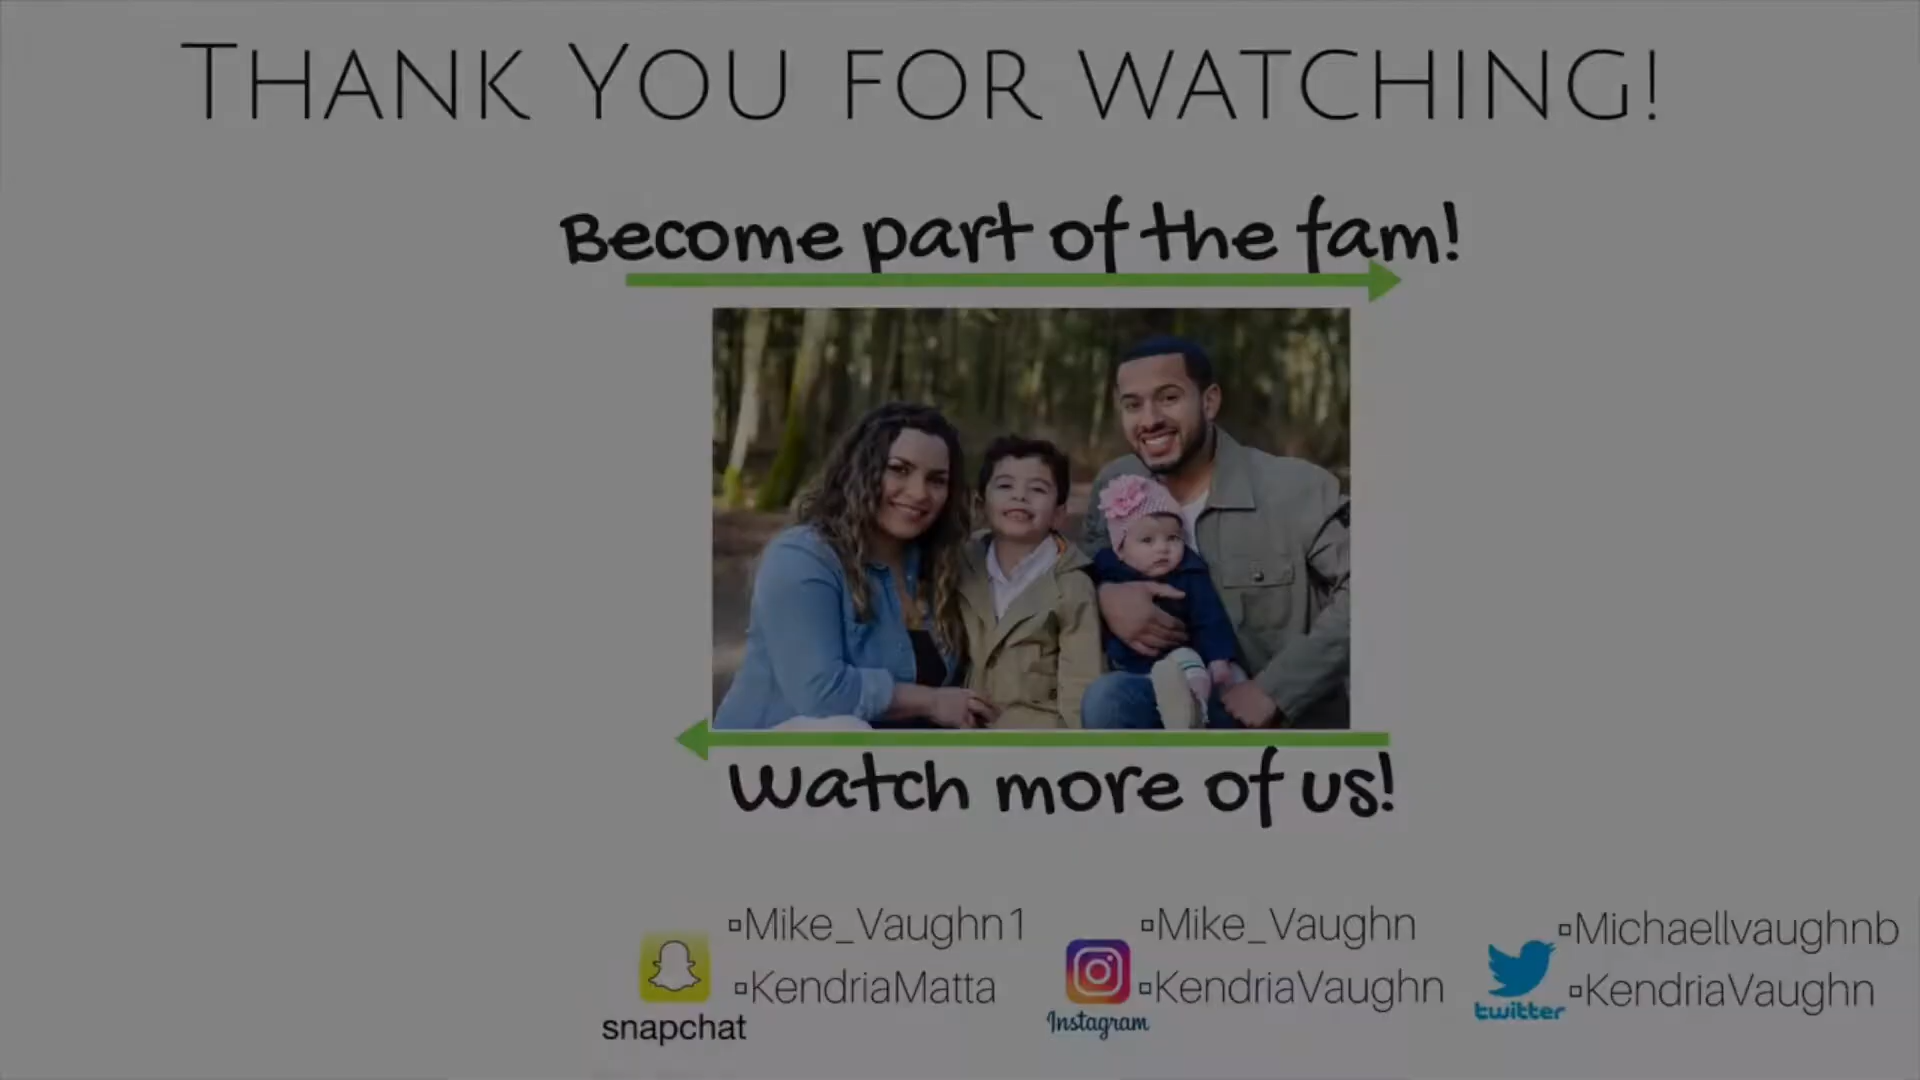 THANK YOU FOR WATCHING!
Become part of the fam!
Watch more of us!
▫Mike_Vaughn1
▫KendriaMatta
snapchat
▫Mike_Vaughn
▫KendriaVaughn
Instagram
▫Michaellvaughnb
▫KendriaVaughn
twitter